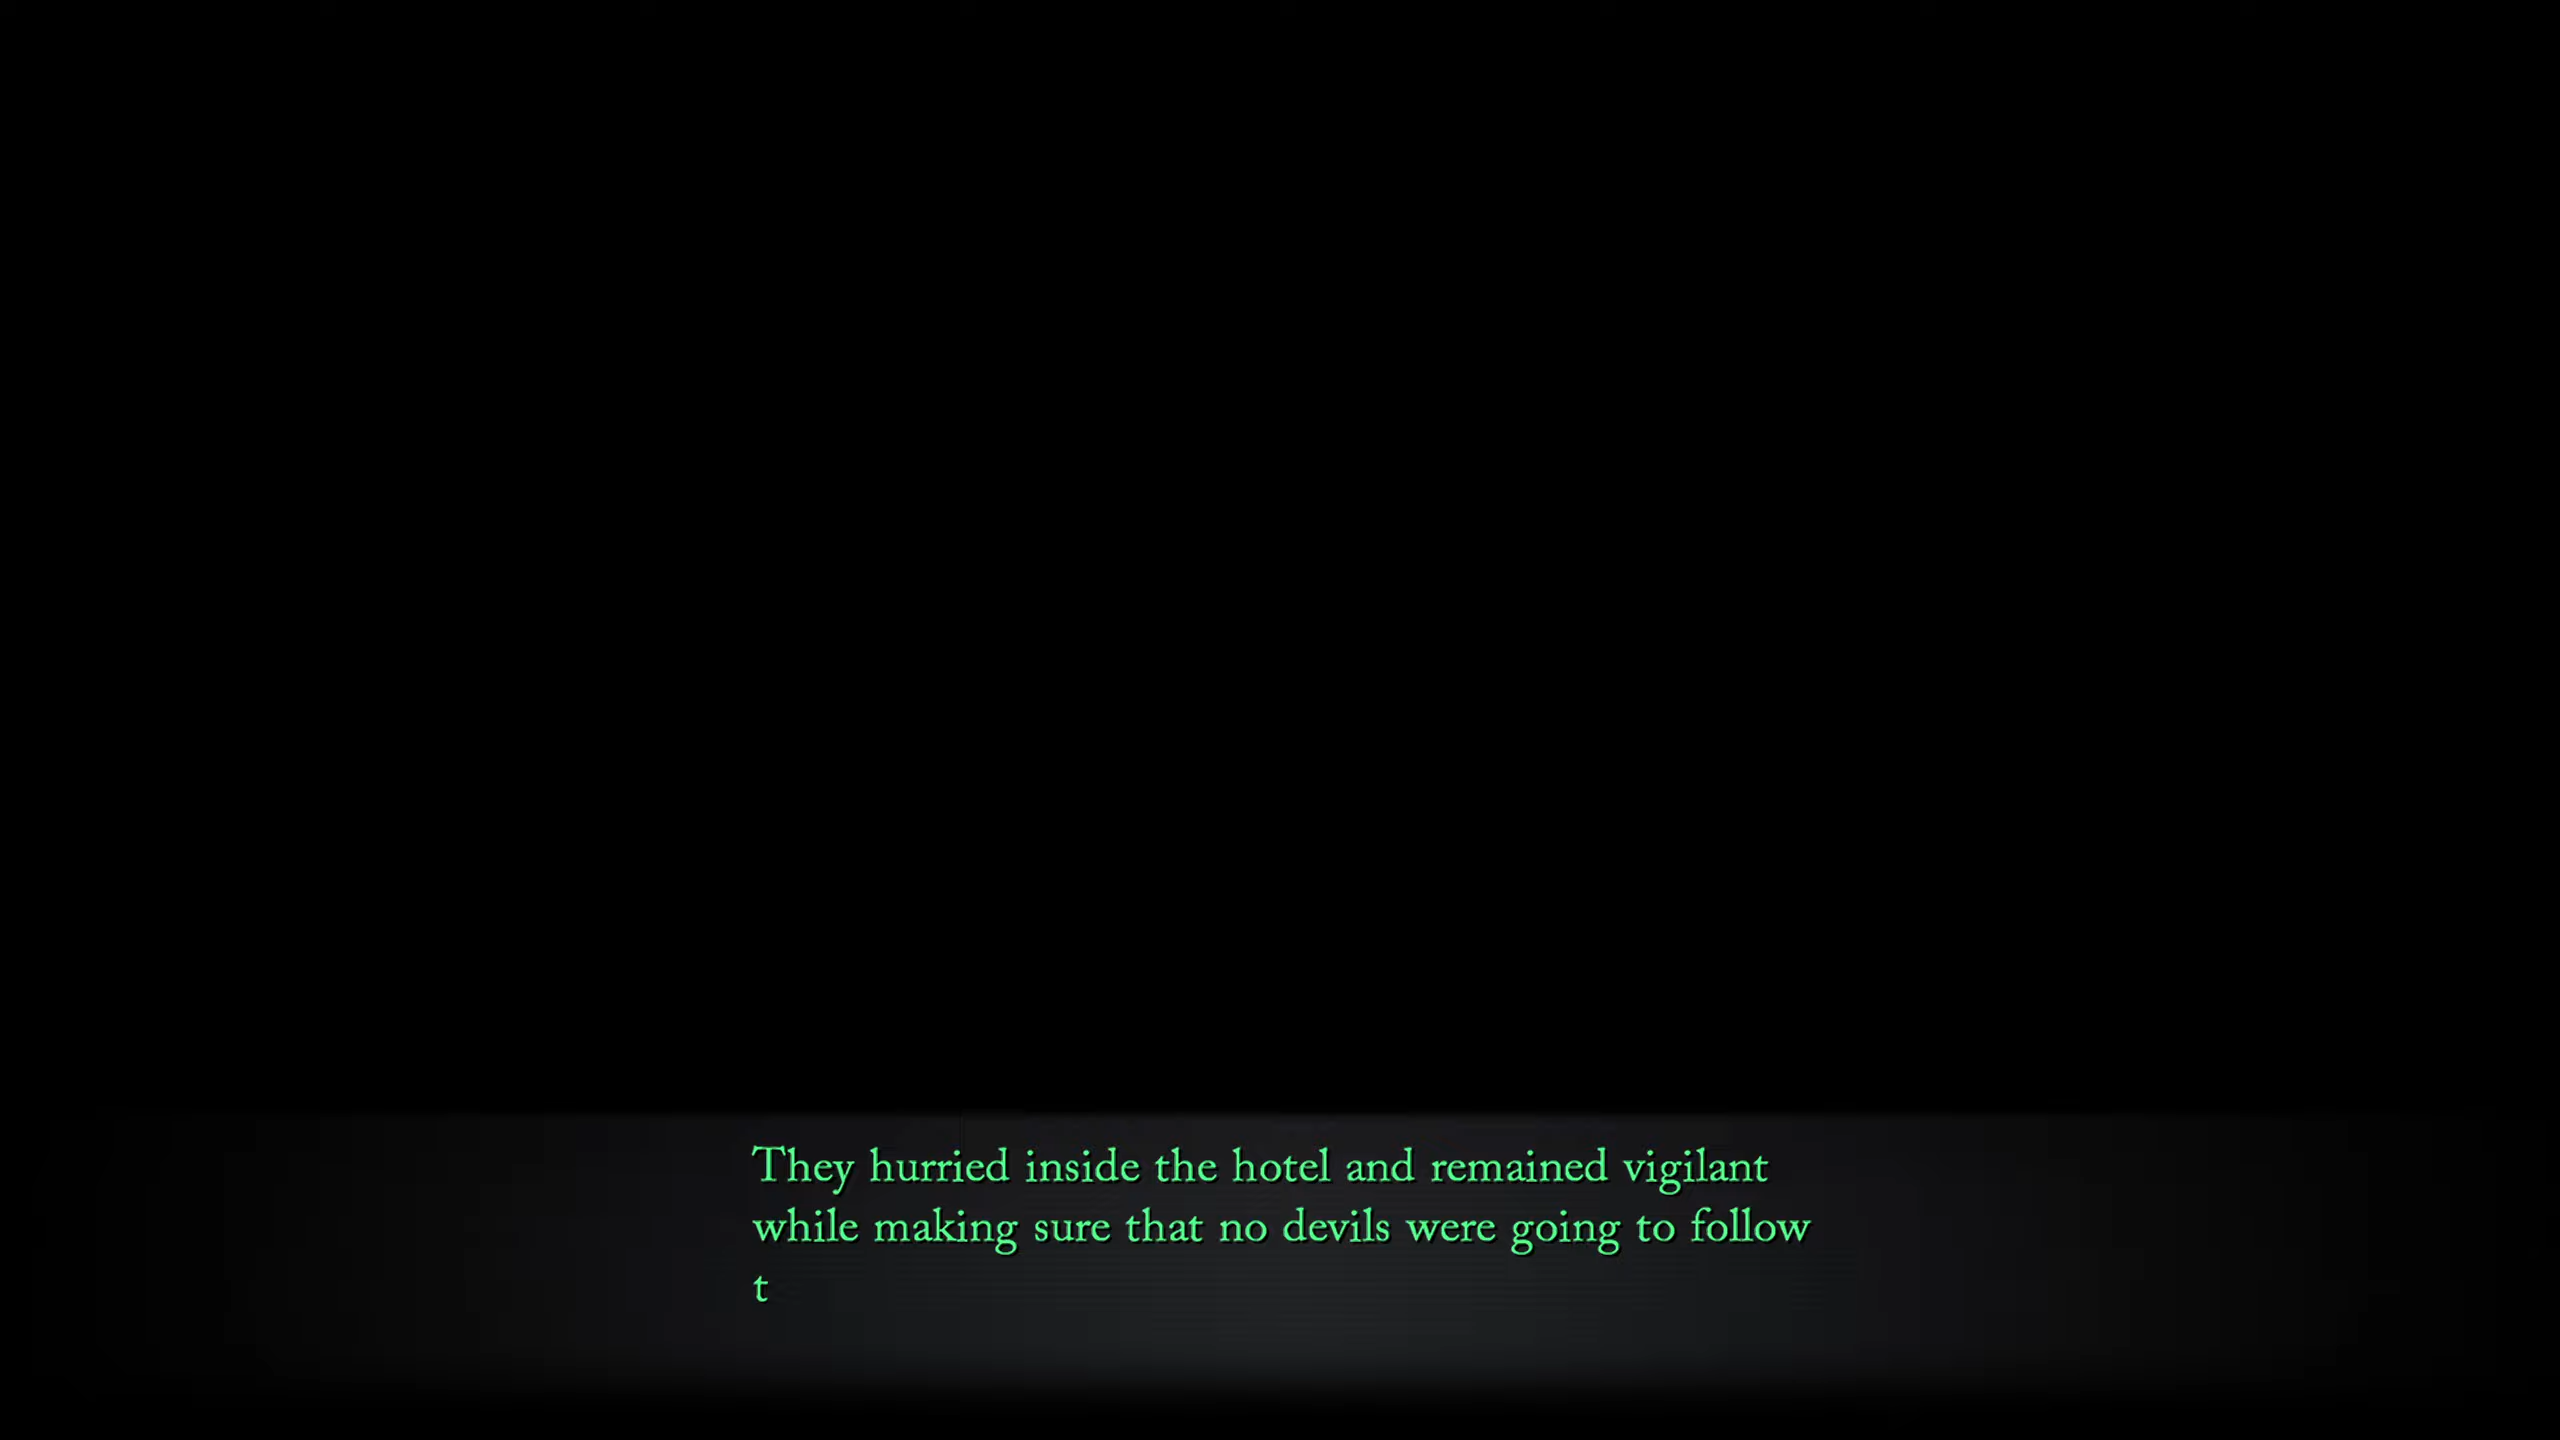 They hurried inside the hotel and remained vigilant
while making sure that no devils were going to follow
t